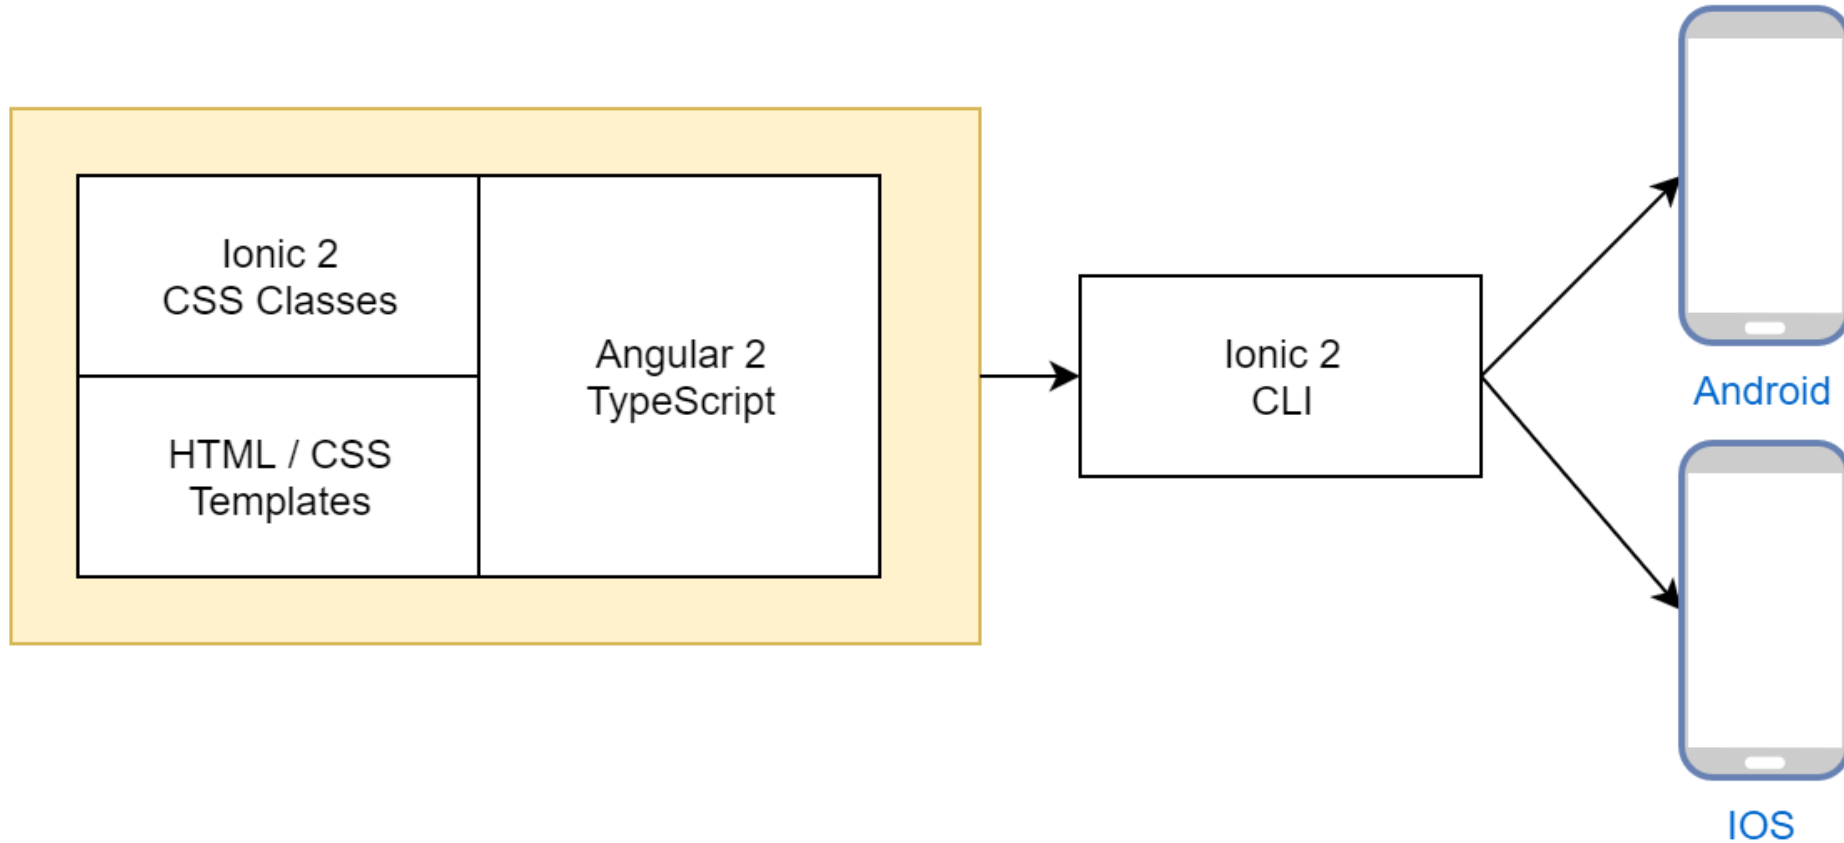 Ionic 2
CSS Classes
HTML / CSS
Templates
Angular 2
TypeScript
Ionic 2
CLI
Android
IOS